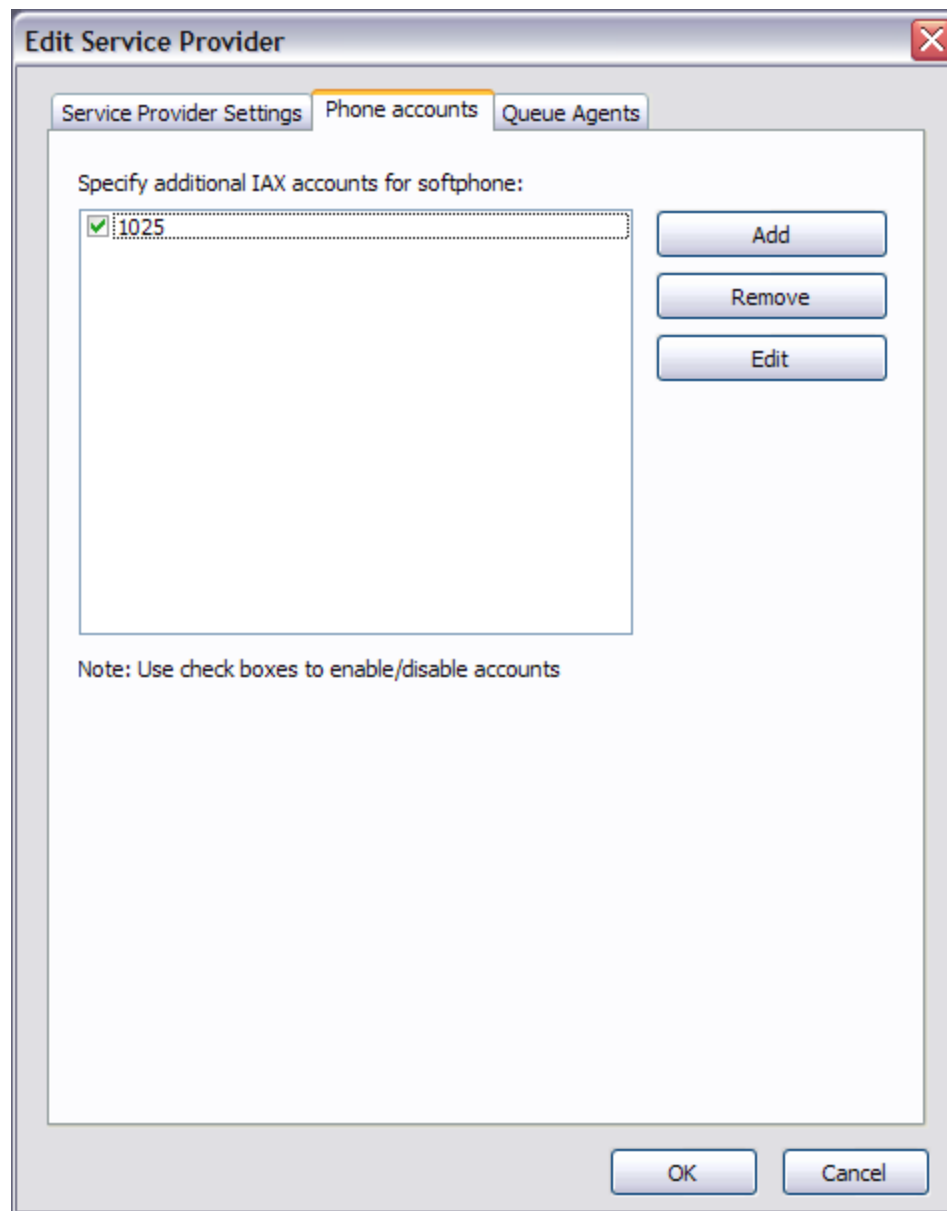 Edit Service Provider
Service Provider Settings Phone accounts Queue Agents
Specify additional IAX accounts for softphone:
1025
Add
Remove
Edit
Note: Use check boxes to enable/disable accounts
OK Cancel